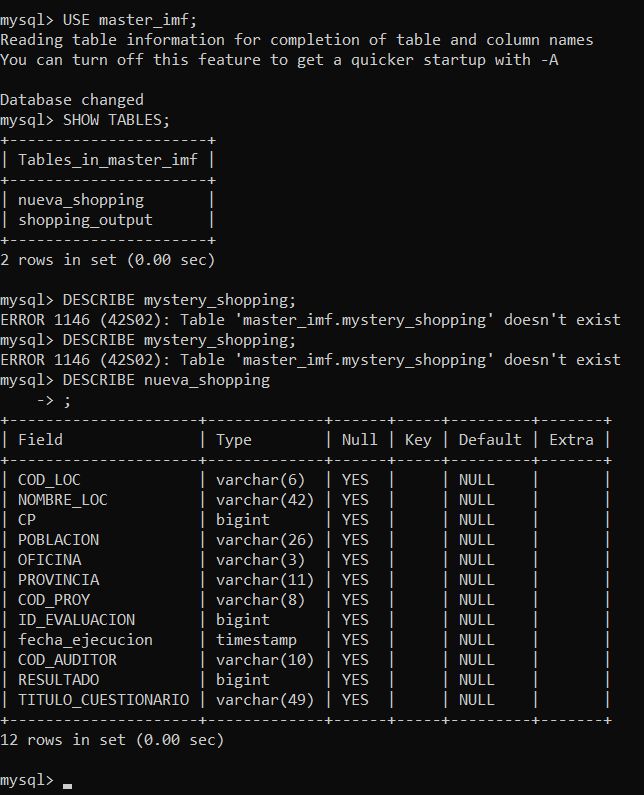 mysql> USE master_imf;
Reading table information for completion of table and column names
You can turn off this feature to get a quicker startup with -A

Database changed
mysql> SHOW TABLES;
+----------------------+
| Tables_in_master_imf |
+----------------------+
| nueva_shopping       |
| shopping_output      |
+----------------------+
2 rows in set (0.00 sec)

mysql> DESCRIBE mystery_shopping;
ERROR 1146 (42S02): Table 'master_imf.mystery_shopping' doesn't exist
mysql> DESCRIBE mystery_shopping;
ERROR 1146 (42S02): Table 'master_imf.mystery_shopping' doesn't exist
mysql> DESCRIBE nueva_shopping
    -> ;
+---------------------+-------------+------+-----+---------+-------+
| Field               | Type        | Null | Key | Default | Extra |
+---------------------+-------------+------+-----+---------+-------+
| COD_LOC             | varchar(6)  | YES  |     | NULL    |       |
| NOMBRE_LOC          | varchar(42) | YES  |     | NULL    |       |
| CP                  | bigint      | YES  |     | NULL    |       |
| POBLACION           | varchar(26) | YES  |     | NULL    |       |
| OFICINA             | varchar(3)  | YES  |     | NULL    |       |
| PROVINCIA           | varchar(11) | YES  |     | NULL    |       |
| COD_PROY            | varchar(8)  | YES  |     | NULL    |       |
| ID_EVALUACION       | bigint      | YES  |     | NULL    |       |
| fecha_ejecucion     | timestamp   | YES  |     | NULL    |       |
| COD_AUDITOR         | varchar(10) | YES  |     | NULL    |       |
| RESULTADO           | bigint      | YES  |     | NULL    |       |
| TITULO_CUESTIONARIO | varchar(49) | YES  |     | NULL    |       |
+---------------------+-------------+------+-----+---------+-------+
12 rows in set (0.00 sec)

mysql> _